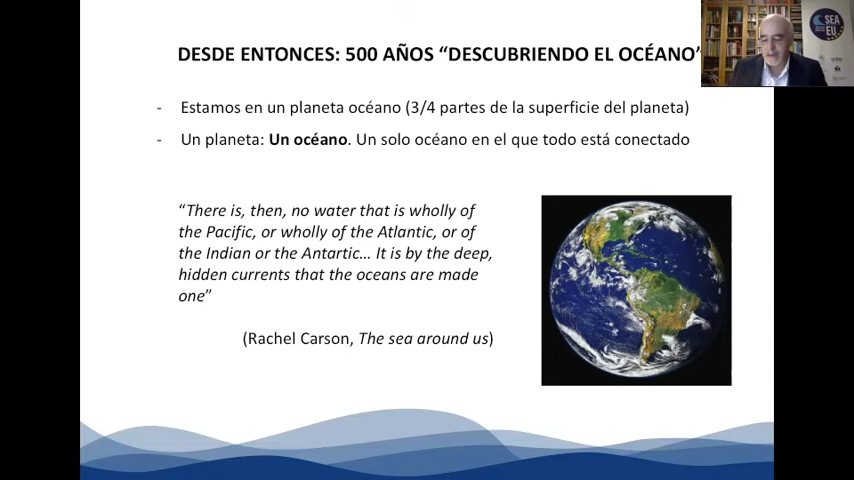 DESDE ENTONCES: 500 AÑOS “DESCUBRIENDO EL OCÉANO”
- Estamos en un planeta océano (3/4 partes de la superficie del planeta)
- Un planeta: Un océano. Un solo océano en el que todo está conectado
“There is, then, no water that is wholly of
the Pacific, or wholly of the Atlantic, or of
the Indian or the Antartic... It is by the deep,
hidden currents that the oceans are made
one”
(Rachel Carson, The sea around us)
SEA
EU